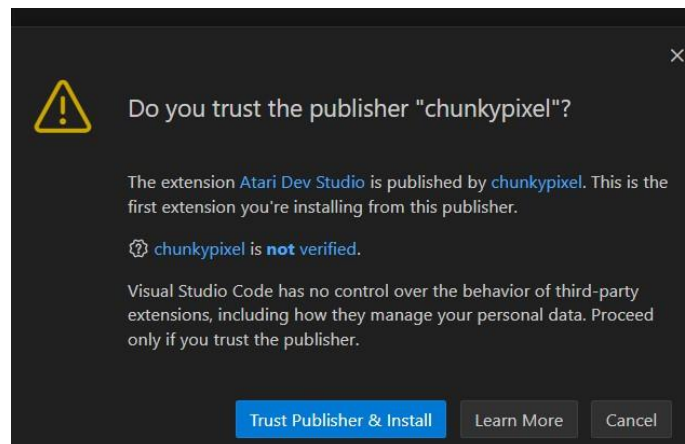 Do you trust the publisher "chunkypixel"?
The extension Atari Dev Studio is published by chunkypixel. This is the
first extension you're installing from this publisher.
chunkypixel is not verified.
Visual Studio Code has no control over the behavior of third-party
extensions, including how they manage your personal data. Proceed
only if you trust the publisher.
Trust Publisher & Install Learn More Cancel